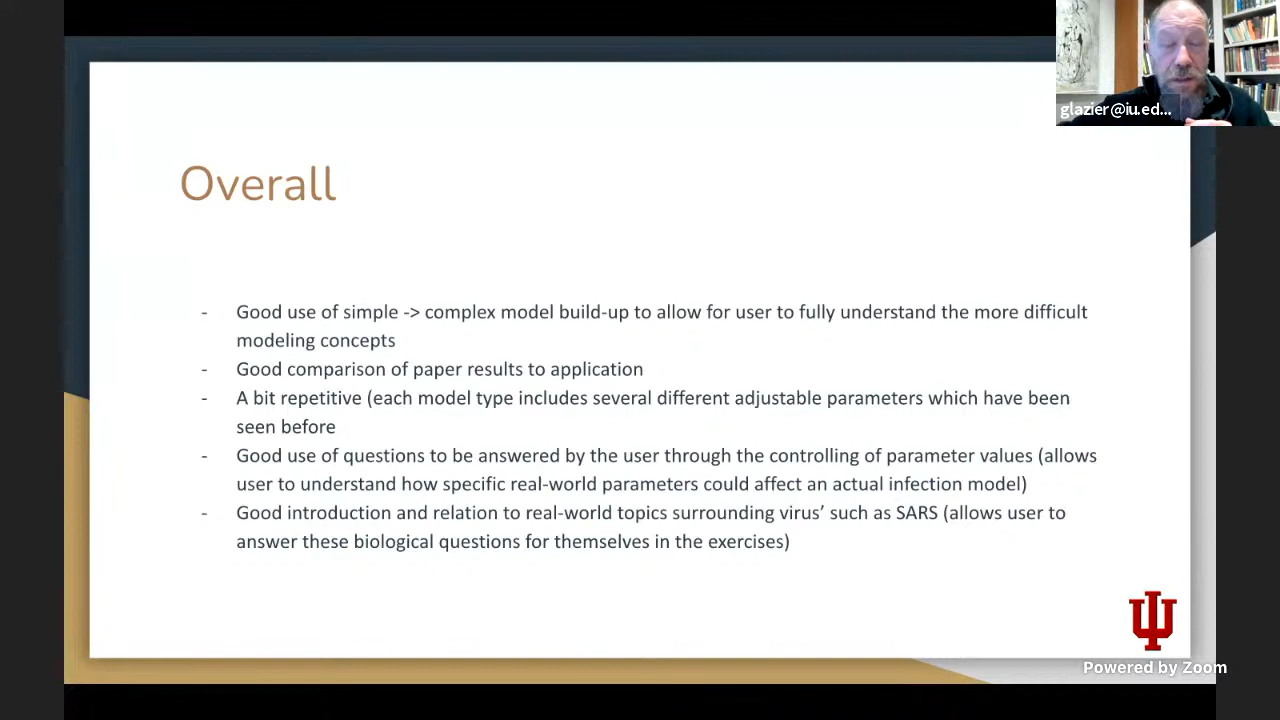 glazier@iu.ed...
Overall
- Good use of simple -> complex model build-up to allow for user to fully understand the more difficult
modeling concepts
- Good comparison of paper results to application
- A bit repetitive (each model type includes several different adjustable parameters which have been
seen before
- Good use of questions to be answered by the user through the controlling of parameter values (allows
user to understand how specific real-world parameters could affect an actual infection model)
- Good introduction and relation to real-world topics surrounding virus’ such as SARS (allows user to
answer these biological questions for themselves in the exercises)
Powered by Zoom